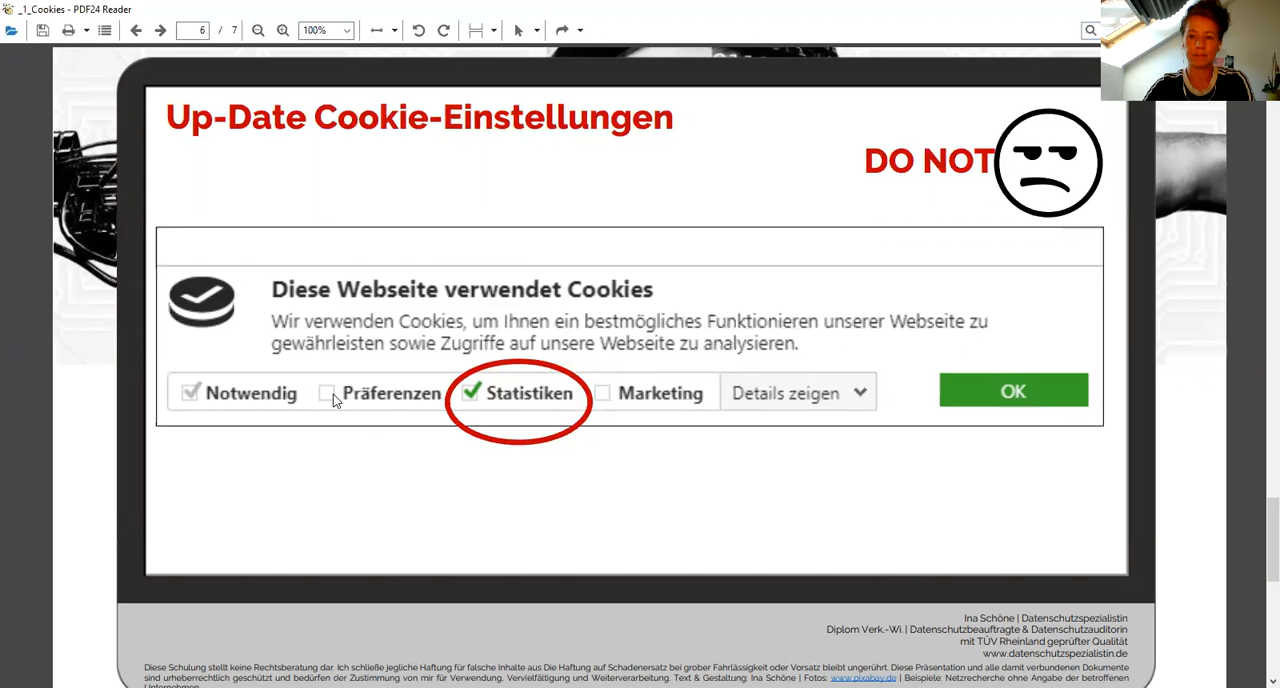 _1_Cookies - PDF24 Reader
6 / 7 100%
Up-Date Cookie-Einstellungen
DO NOT
Diese Webseite verwendet Cookies
Wir verwenden Cookies, um Ihnen ein bestmögliches Funktionieren unserer Webseite zu
gewährleisten sowie Zugriffe auf unsere Webseite zu analysieren.
Notwendig Präferenzen Statistiken Marketing Details zeigen OK
Ina Schöne | Datenschutzspezialistin
Diplom Verk.-Wi. | Datenschutzbeauftragte & Datenschutzauditorin
mit TÜV Rheinland geprüfter Qualität
www.datenschutzspezialistin.de
Diese Schulung stellt keine Rechtsberatung dar. Ich schließe jegliche Haftung für falsche Inhalte aus Die Haftung auf Schadenersatz bei grober Fahrlässigkeit oder Vorsatz bleibt ungerührt. Diese Präsentation und alle damit verbundenen Dokumente
sind urheberrechtlich geschützt und bedürfen der Zustimmung von mir für Verwendung, Vervielfältigung und Weiterverarbeitung. Text & Gestaltung: Ina Schöne | Fotos: www.pixabay.de | Beispiele: Netzrecherche ohne Angabe der betroffenen
Unternehmen